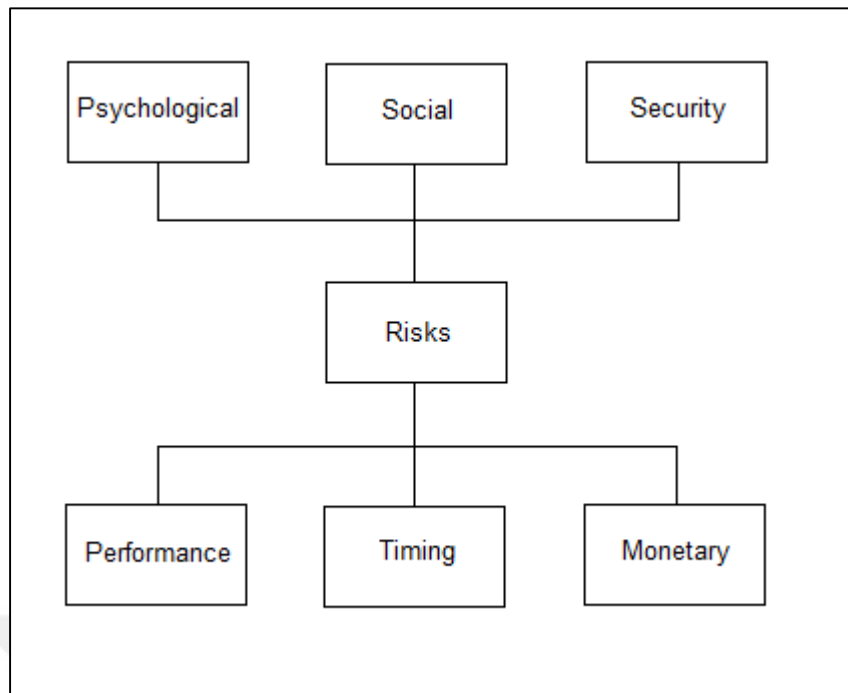 Psychological
Social
Security
Risks
Performance
Timing
Monetary